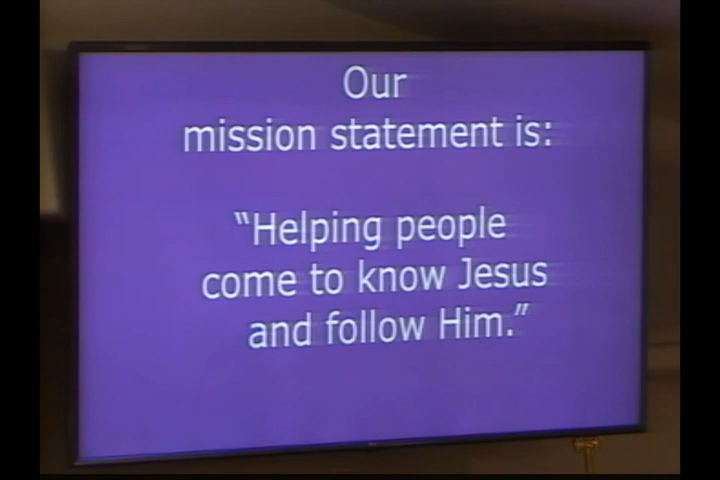 Our
mission statement is:
“Helping people
come to know Jesus
and follow Him.”